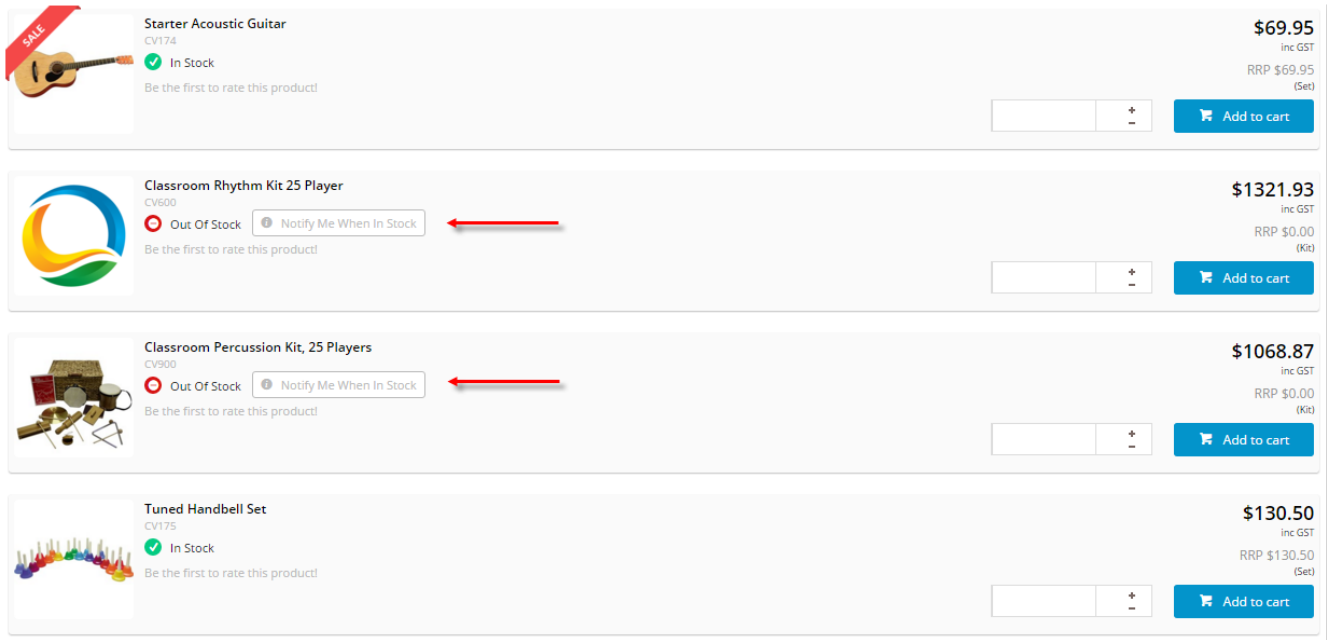 SALE
Starter Acoustic Guitar
CV174
In Stock
Be the first to rate this product!
$69.95
inc GST
RRP $69.95
(Set)
+
-
Add to cart
Classroom Rhythm Kit 25 Player
CV600
Out Of Stock
Notify Me When In Stock
Be the first to rate this product!
$1321.93
inc GST
RRP $0.00
(Kit)
+
-
Add to cart
Classroom Percussion Kit, 25 Players
CV900
Out Of Stock
Notify Me When In Stock
Be the first to rate this product!
$1068.87
inc GST
RRP $0.00
(Kit)
+
-
Add to cart
Tuned Handbell Set
CV175
In Stock
Be the first to rate this product!
$130.50
inc GST
RRP $130.50
(Set)
+
-
Add to cart